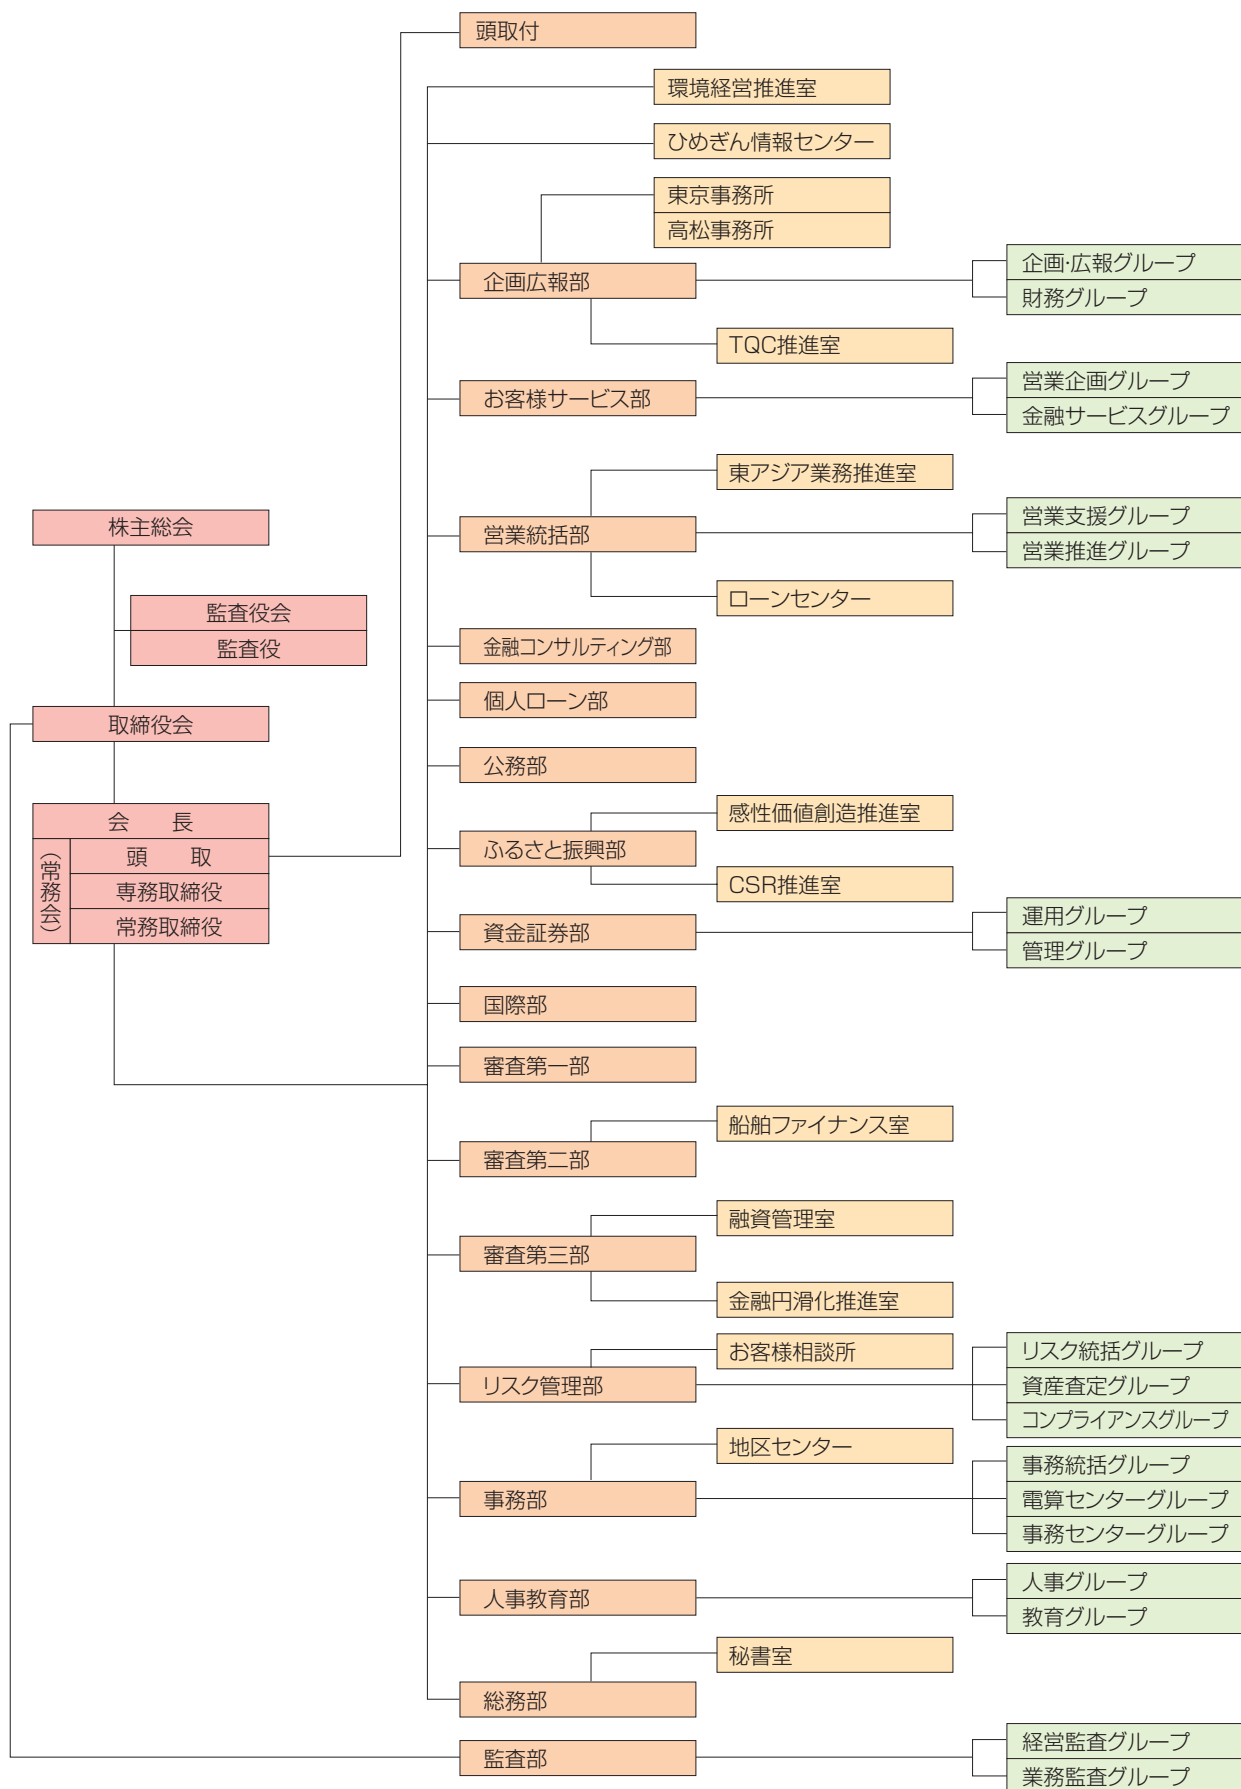 頭取付
環境経営推進室
ひめぎん情報センター
東京事務所
高松事務所
企画広報部
企画・広報グループ
財務グループ
TQC推進室
お客様サービス部
営業企画グループ
金融サービスグループ
東アジア業務推進室
営業統括部
営業支援グループ
営業推進グループ
ローンセンター
株主総会
監査役会
監査役
取締役会
会　長
(常務会)
頭　取
専務取締役
常務取締役
金融コンサルティング部
個人ローン部
公務部
感性価値創造推進室
ふるさと振興部
CSR推進室
資金証券部
運用グループ
管理グループ
国際部
審査第一部
船舶ファイナンス室
審査第二部
融資管理室
審査第三部
金融円滑化推進室
お客様相談所
リスク管理部
リスク統括グループ
資産査定グループ
コンプライアンスグループ
地区センター
事務部
事務統括グループ
電算センターグループ
事務センターグループ
人事教育部
人事グループ
教育グループ
秘書室
総務部
監査部
経営監査グループ
業務監査グループ